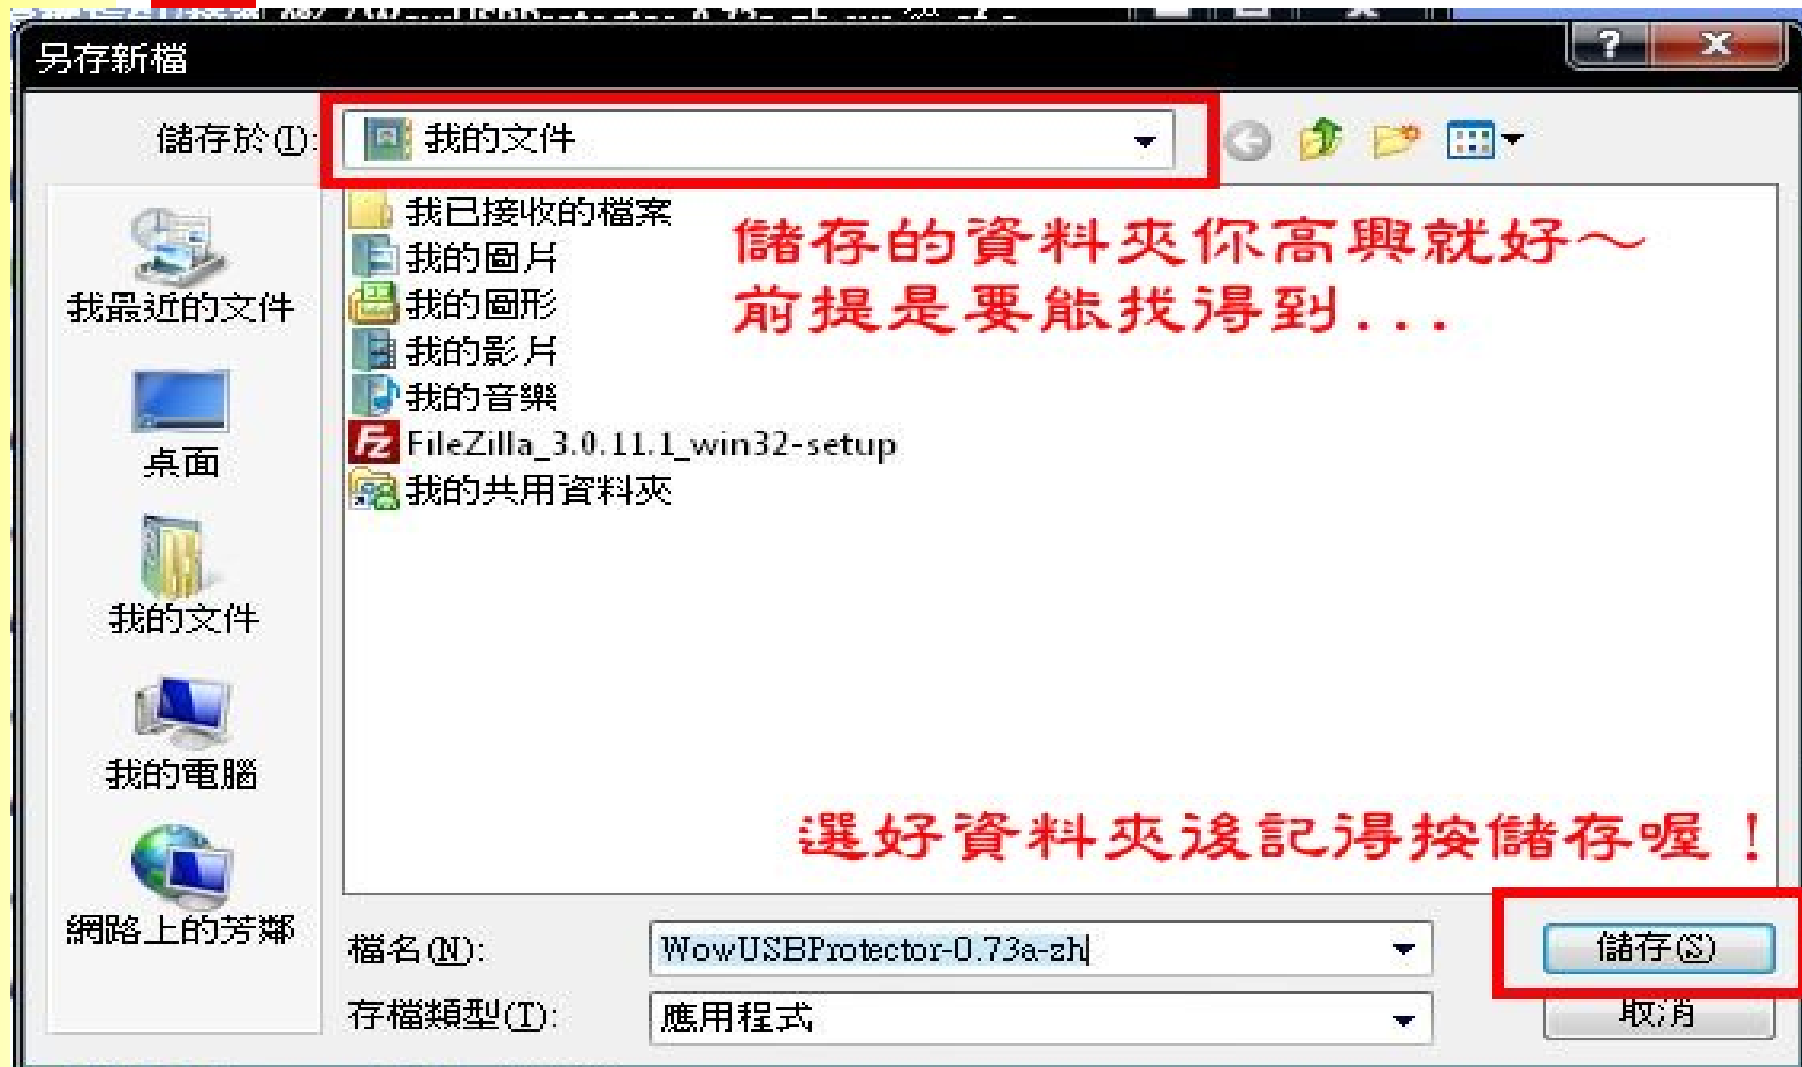 另存新檔
儲存於(I):
我的文件
我最近的文件
桌面
我的文件
我的電腦
網路上的芳鄰
我已接收的檔案
我的圖片
我的圖形
我的影片
我的音樂
FileZilla_3.0.11.1_win32-setup
我的共用資料夾
儲存的資料夾你高興就好～
前提是要能找得到...
選好資料夾後記得按儲存喔！
檔名(N):
WowUSBProtector-0.73a-zh
儲存(S)
存檔類型(T):
應用程式
取消